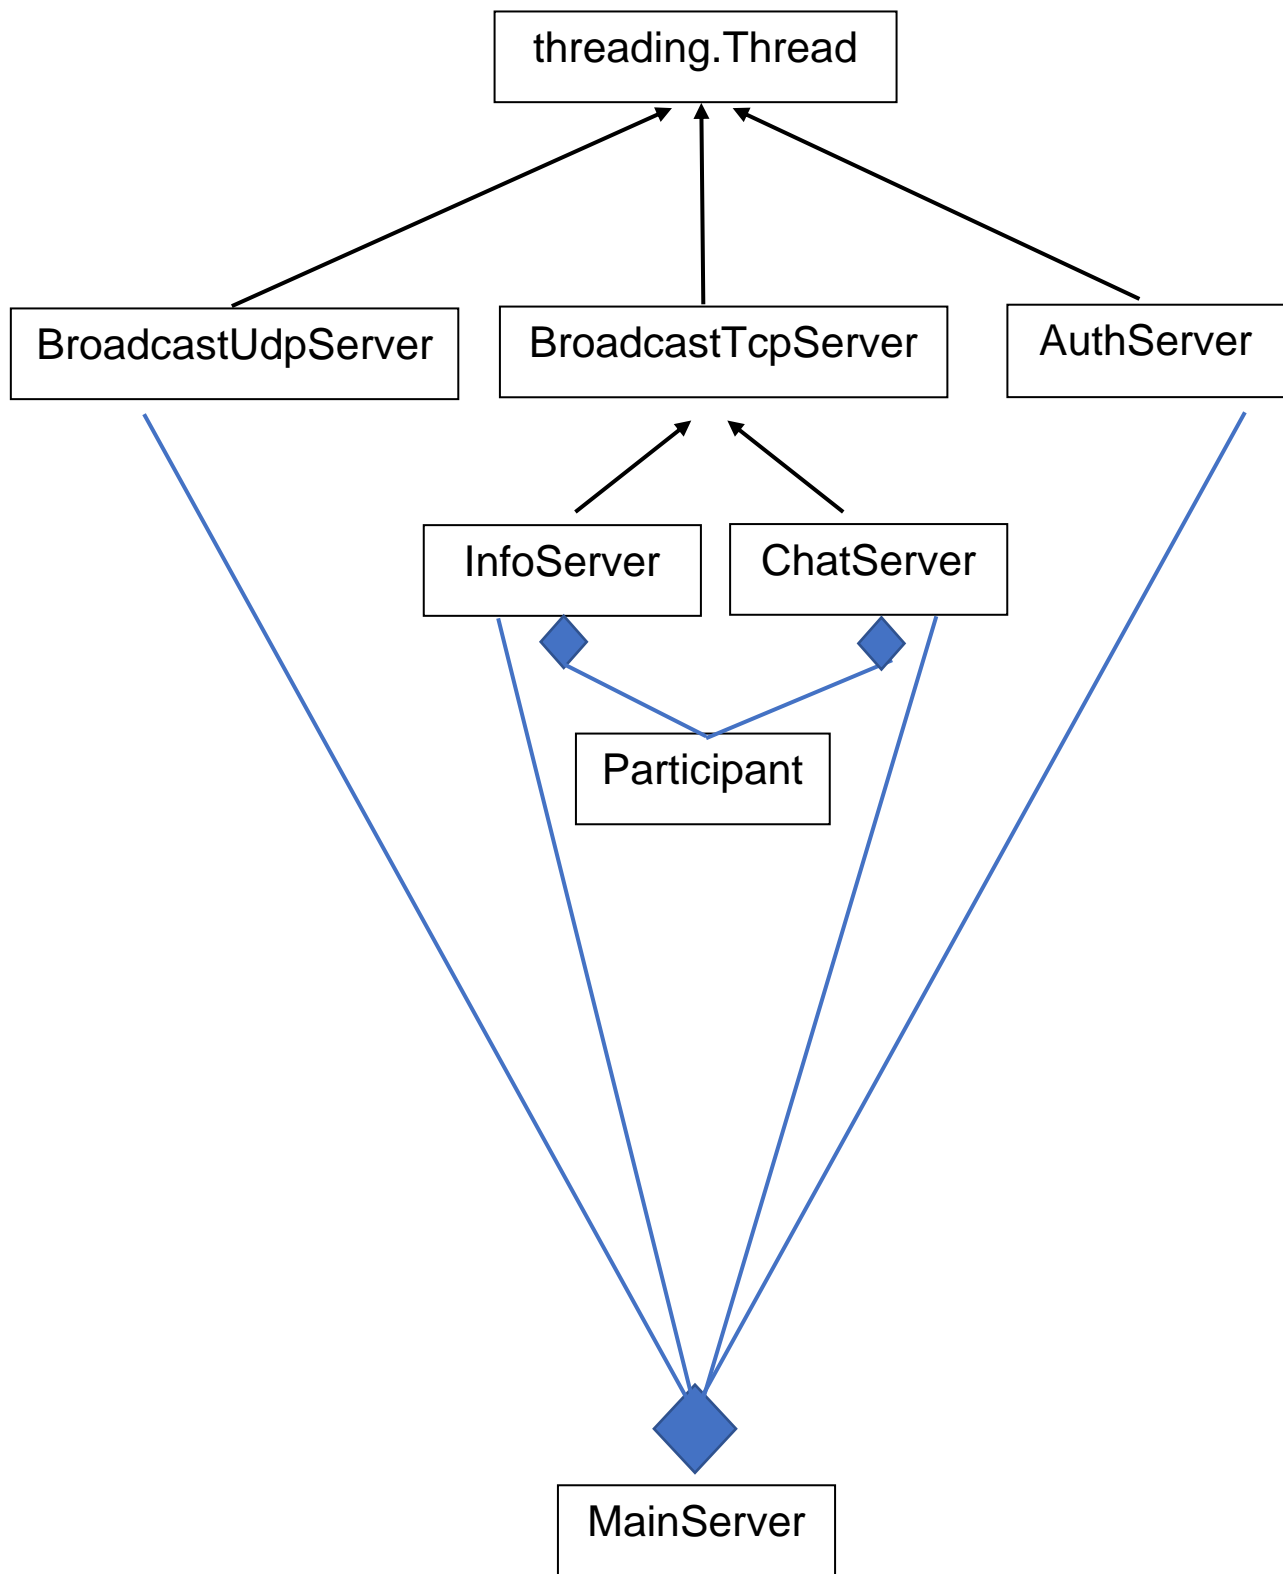 threading.Thread
BroadcastUdpServer
BroadcastTcpServer
AuthServer
InfoServer
ChatServer
Participant
MainServer